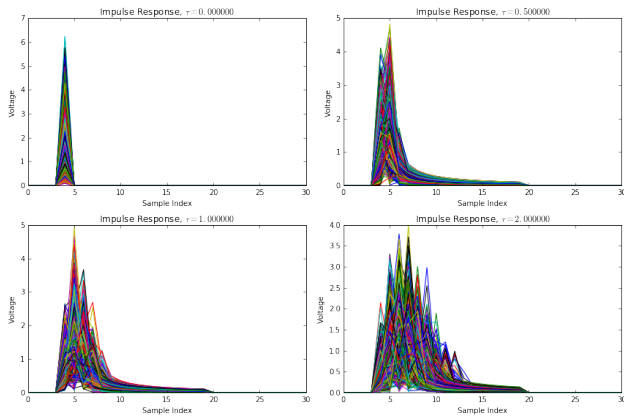 Impulse Response, τ=0.000000
7
6
5
4
3
2
1
0
Voltage
0 5 10 15 20 25 30
Sample Index
Impulse Response, τ=0.500000
5
4
3
2
1
0
Voltage
0 5 10 15 20 25 30
Sample Index
Impulse Response, τ=1.000000
5
4
3
2
1
0
Voltage
0 5 10 15 20 25 30
Sample Index
Impulse Response, τ=2.000000
4.0
3.5
3.0
2.5
2.0
1.5
1.0
0.5
0.0
Voltage
0 5 10 15 20 25 30
Sample Index